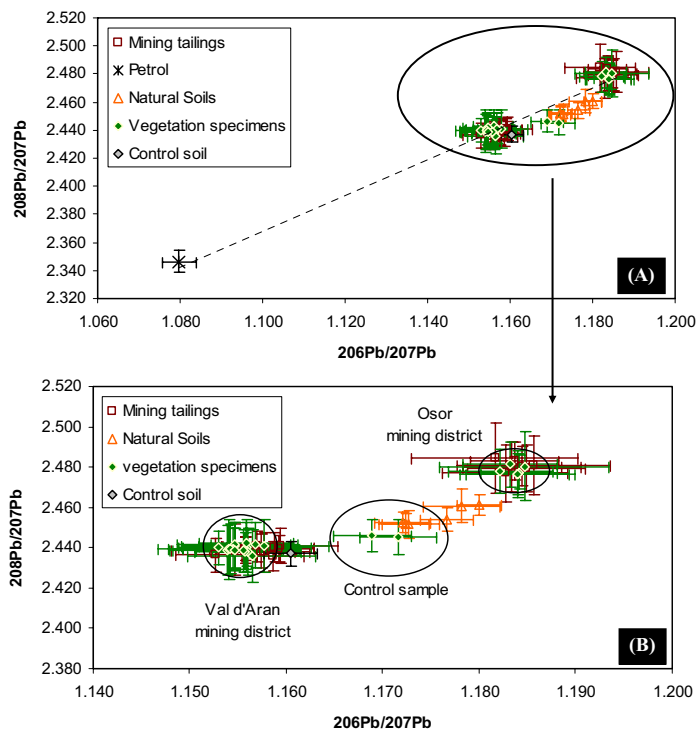 2.520
2.500
2.480
2.460
2.440
2.420
2.400
2.380
2.360
2.340
2.320
208Pb/207Pb
Mining tailings
Petrol
Natural Soils
Vegetation specimens
Control soil
(A)
1.060 1.080 1.100 1.120 1.140 1.160 1.180 1.200
206Pb/207Pb
2.520
2.500
2.480
2.460
2.440
2.420
2.400
2.380
208Pb/207Pb
Mining tailings
Natural Soils
vegetation specimens
Control soil
Osor
mining district
Control sample
Val d'Aran
mining district
(B)
1.140 1.150 1.160 1.170 1.180 1.190 1.200
206Pb/207Pb